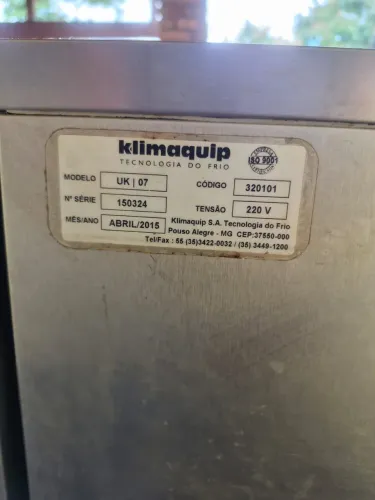 klimaquip
TECNOLOGIA DO FRIO
ISO 9001
MODELO UK | 07 CÓDIGO 320101
Nº SÉRIE 150324 TENSÃO 220 V
MÊS/ANO ABRIL/2015 Klimaquip S.A. Tecnologia do Frio
Pouso Alegre - MG CEP:37550-000
Tel/Fax : 55 (35)3422-0032 / (35) 3449-1200